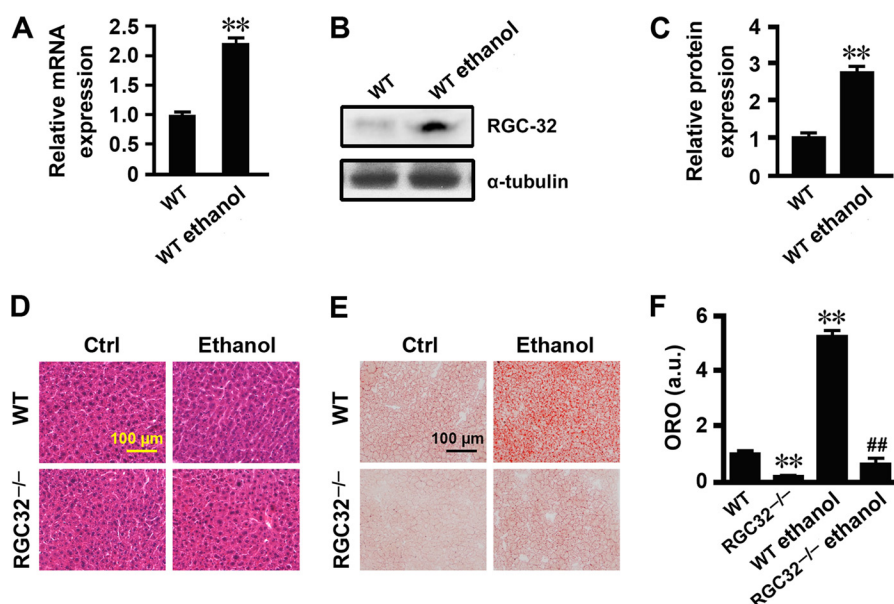 A
Relative mRNA
expression
2.5
2.0
1.5
1.0
0.5
0
**
WT
WT ethanol
B
WT
WT ethanol
RGC-32
α-tubulin
C
Relative protein
expression
4
3
2
1
0
**
WT
WT ethanol
D
Ctrl
Ethanol
WT
100 µm
RGC32−/−
E
Ctrl
Ethanol
WT
100 µm
RGC32−/−
F
ORO (a.u.)
6
4
2
0
**
**
##
WT
RGC32−/−
WT ethanol
RGC32−/− ethanol